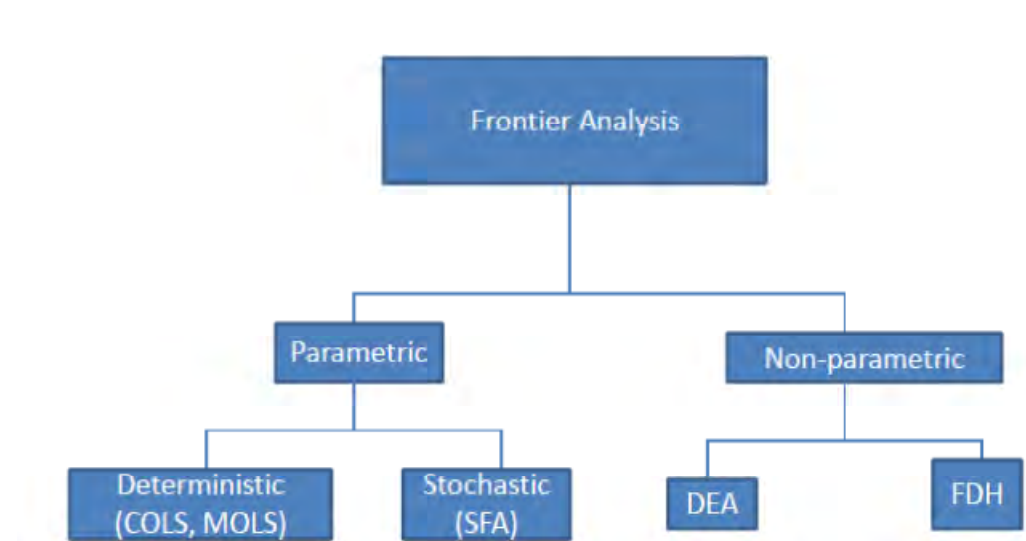 Frontier Analysis
Parametric
Non-parametric
Deterministic
(COLS, MOLS)
Stochastic
(SFA)
DEA
FDH